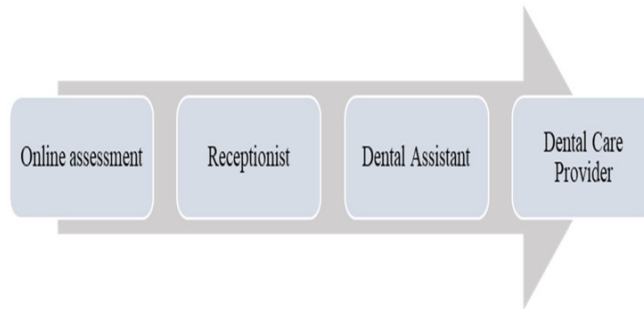 Online assessment
Receptionist
Dental Assistant
Dental Care
Provider